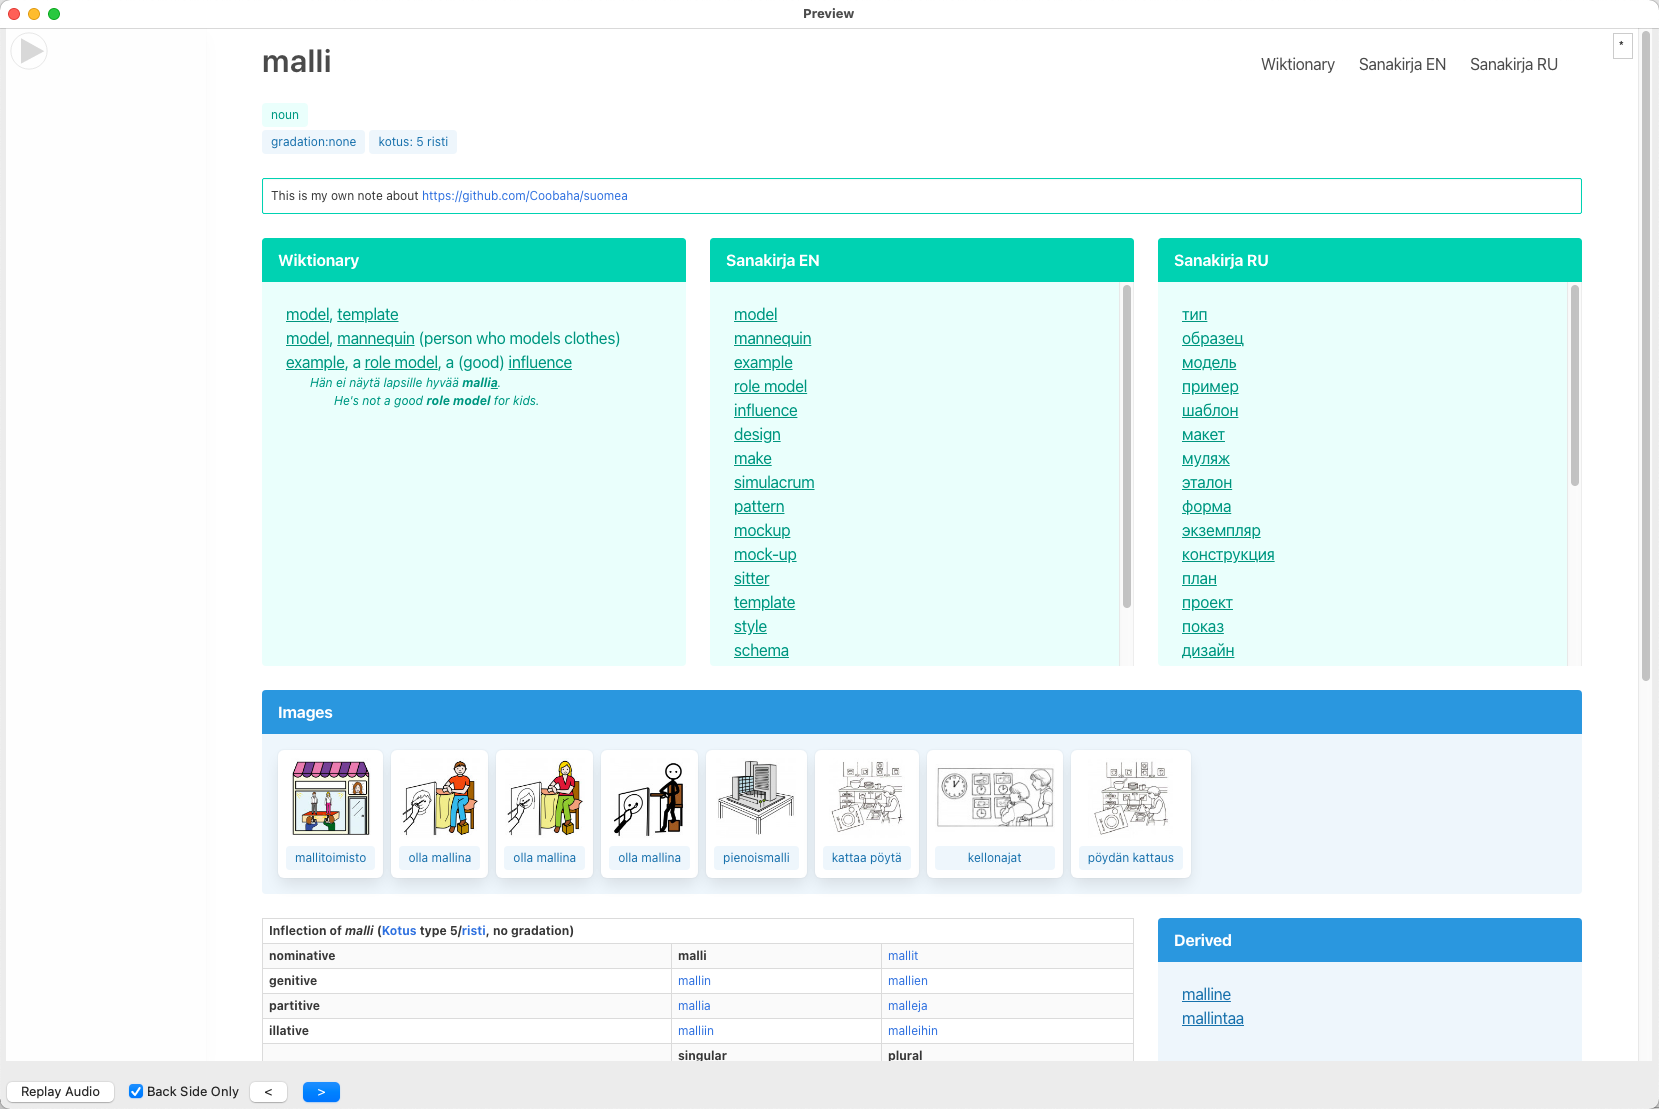 Preview
malli
Wiktionary Sanakirja EN Sanakirja RU
*
noun
gradation:none kotus: 5 risti
This is my own note about https://github.com/Coobaha/suomea
Wiktionary
model, template
model, mannequin (person who models clothes)
example, a role model, a (good) influence
Hän ei näytä lapsille hyvää mallia.
He's not a good role model for kids.
Sanakirja EN
model
mannequin
example
role model
influence
design
make
simulacrum
pattern
mockup
mock-up
sitter
template
style
schema
Sanakirja RU
тип
образец
модель
пример
шаблон
макет
муляж
эталон
форма
экземпляр
конструкция
план
проект
показ
дизайн
Images
mallitoimisto olla mallina olla mallina olla mallina pienoismalli kattaa pöytä kellonajat pöydän kattaus
Inflection of malli (Kotus type 5/risti, no gradation)
nominative malli mallit
genitive mallin mallien
partitive mallia malleja
illative malliin malleihin
singular plural
Derived
malline
mallintaa
Replay Audio Back Side Only < >